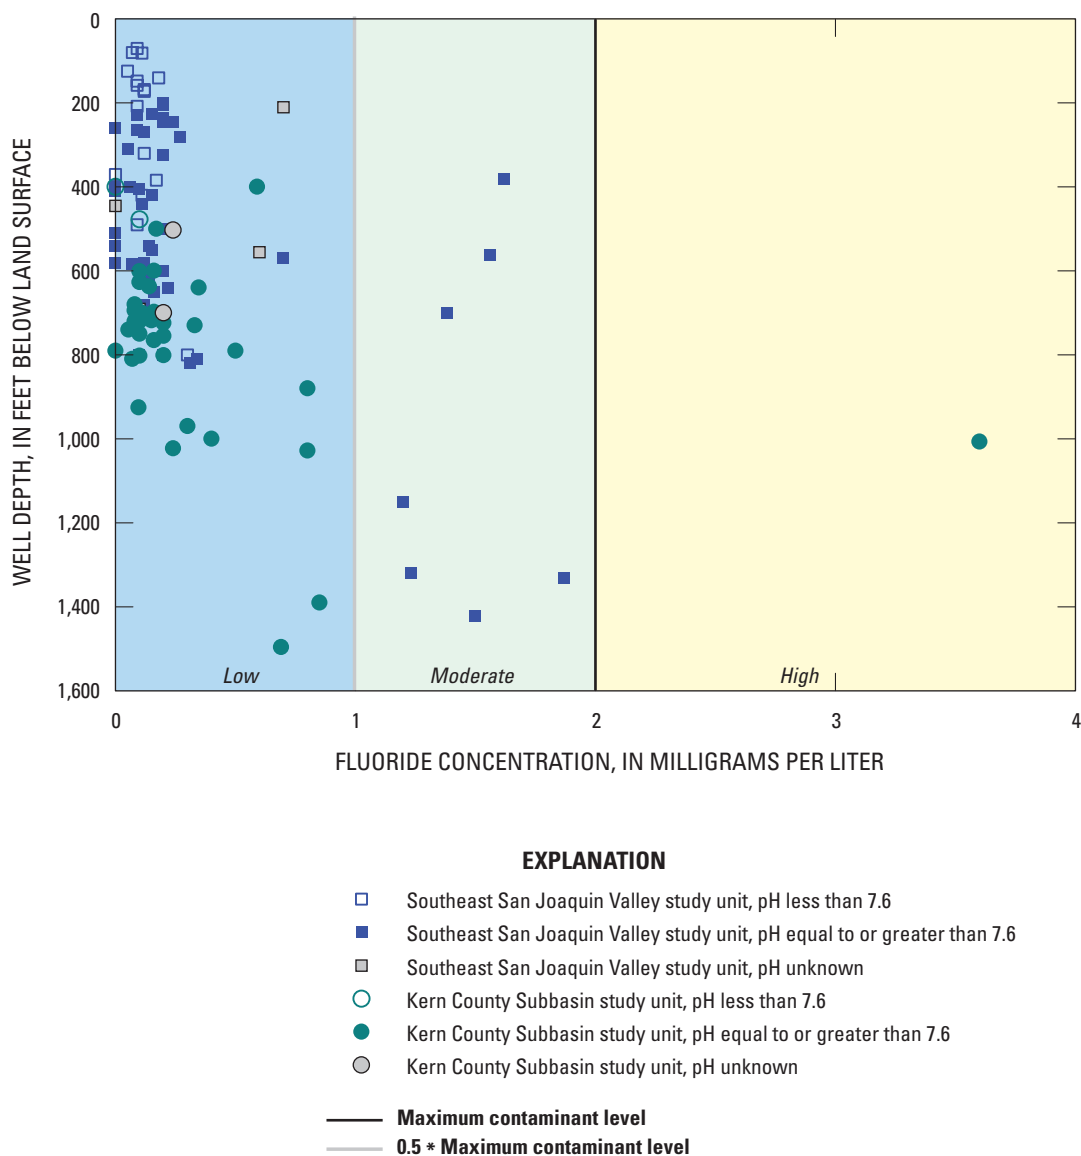 0
200
400
600
800
1,000
1,200
1,400
1,600
WELL DEPTH, IN FEET BELOW LAND SURFACE
Low
Moderate
High
0
1
2
3
4
FLUORIDE CONCENTRATION, IN MILLIGRAMS PER LITER
EXPLANATION
Southeast San Joaquin Valley study unit, pH less than 7.6
Southeast San Joaquin Valley study unit, pH equal to or greater than 7.6
Southeast San Joaquin Valley study unit, pH unknown
Kern County Subbasin study unit, pH less than 7.6
Kern County Subbasin study unit, pH equal to or greater than 7.6
Kern County Subbasin study unit, pH unknown
Maximum contaminant level
0.5 * Maximum contaminant level